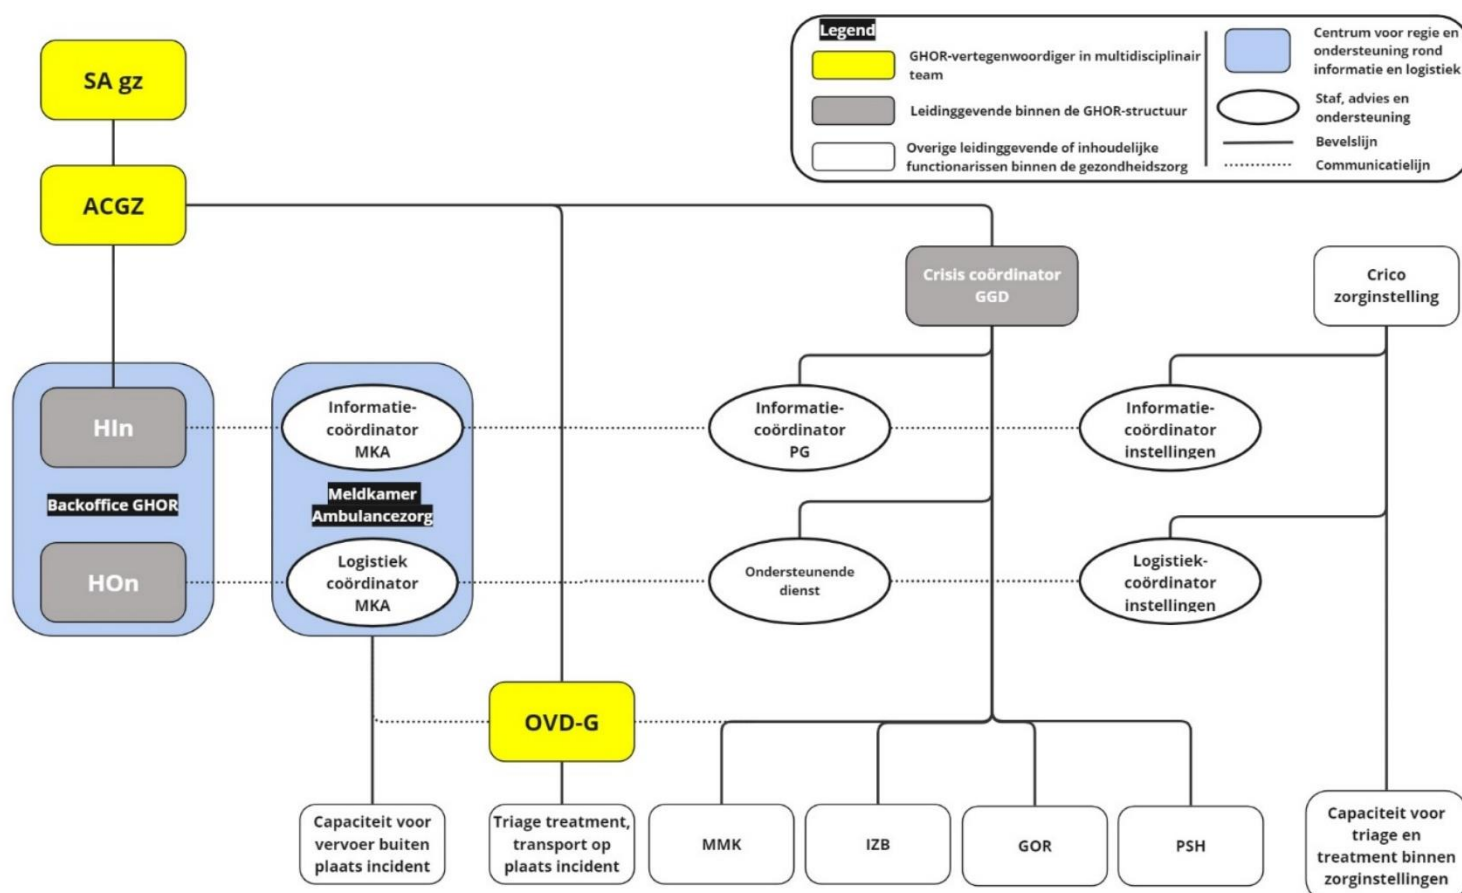 Legend
GHOR-vertegenwoordiger in multidisciplinair
team
Leidinggevende binnen de GHOR-structuur
Overige leidinggevende of inhoudelijke
functionarissen binnen de gezondheidszorg
Centrum voor regie en
ondersteuning rond
informatie en logistiek
Staf, advies en
ondersteuning
Bevelslijn
Communicatielijn
SA gz
ACGZ
Crisis coördinator
GGD
Crico
zorginstelling
HIn
Informatie-
coördinator
MKA
Informatie-
coördinator
PG
Informatie-
coördinator
instellingen
Backoffice GHOR
Meldkamer
Ambulancezorg
HOn
Logistiek
coördinator
MKA
Ondersteunende
dienst
Logistiek-
coördinator
instellingen
OVD-G
Capaciteit voor
vervoer buiten
plaats incident
Triage treatment,
transport op
plaats incident
MMK
IZB
GOR
PSH
Capaciteit voor
triage en
treatment binnen
zorginstellingen